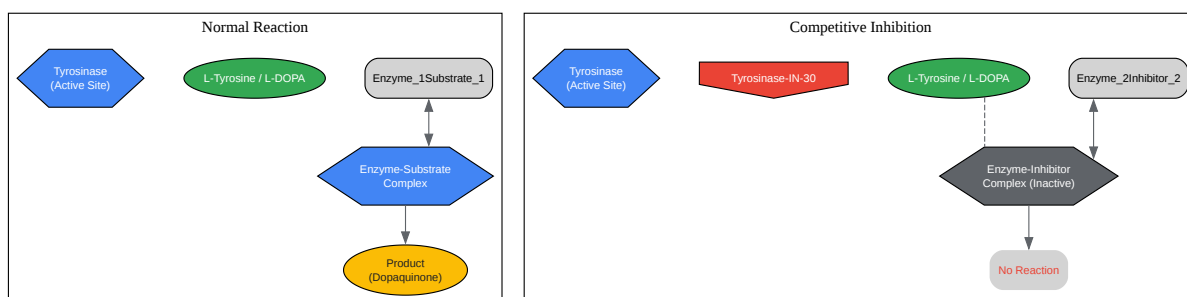 Normal Reaction
Tyrosinase
(Active Site)
L-Tyrosine / L-DOPA
Enzyme_1Substrate_1
Enzyme-Substrate
Complex
Product
(Dopaquinone)
Competitive Inhibition
Tyrosinase
(Active Site)
Tyrosinase-IN-30
L-Tyrosine / L-DOPA
Enzyme_2Inhibitor_2
Enzyme-Inhibitor
Complex (Inactive)
No Reaction